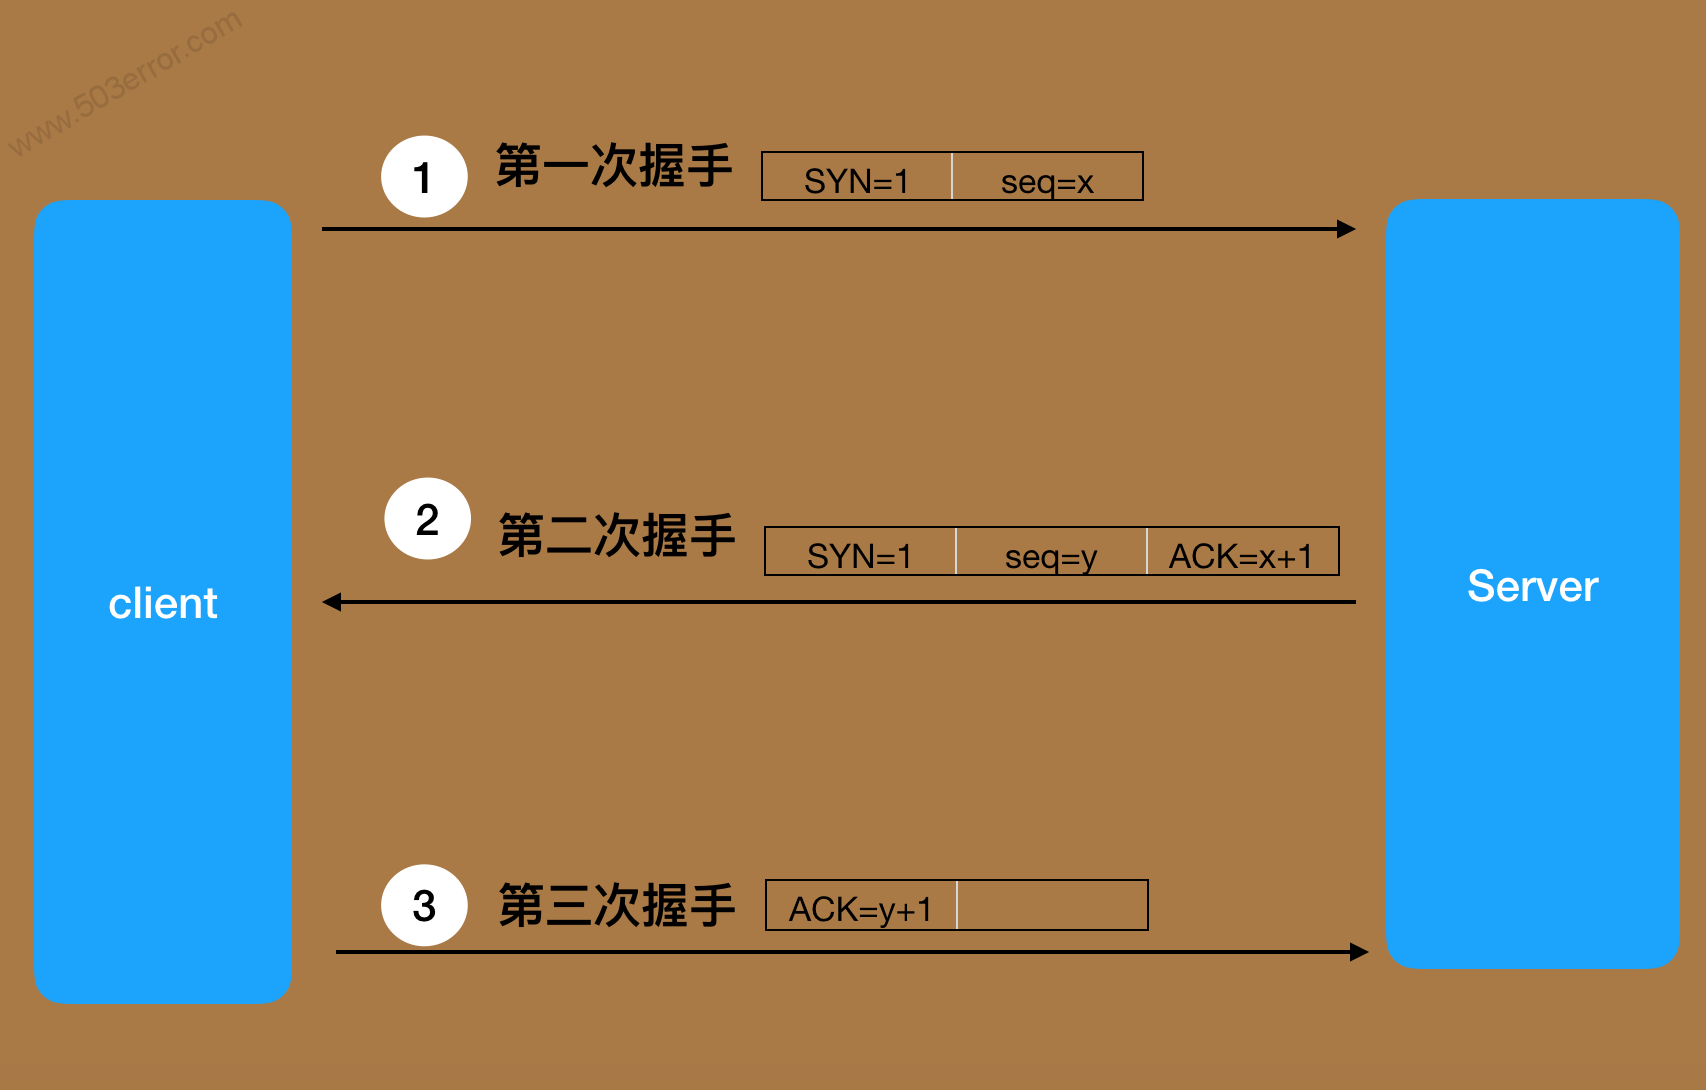 www.503error.com
1
第一次握手
SYN=1 seq=x
2
第二次握手
SYN=1 seq=y ACK=x+1
client
Server
3
第三次握手
ACK=y+1